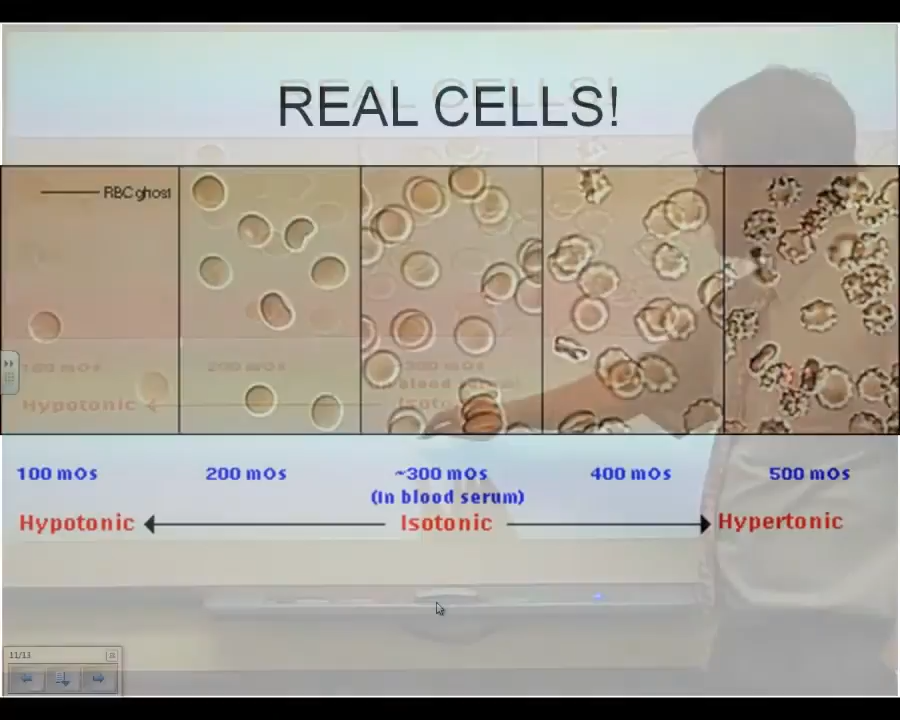 REAL CELLS!
RBC ghost
100 mOs 200 mOs ~300 mOs 400 mOs 500 mOs
(In blood serum)
Hypotonic Isotonic Hypertonic
11/13